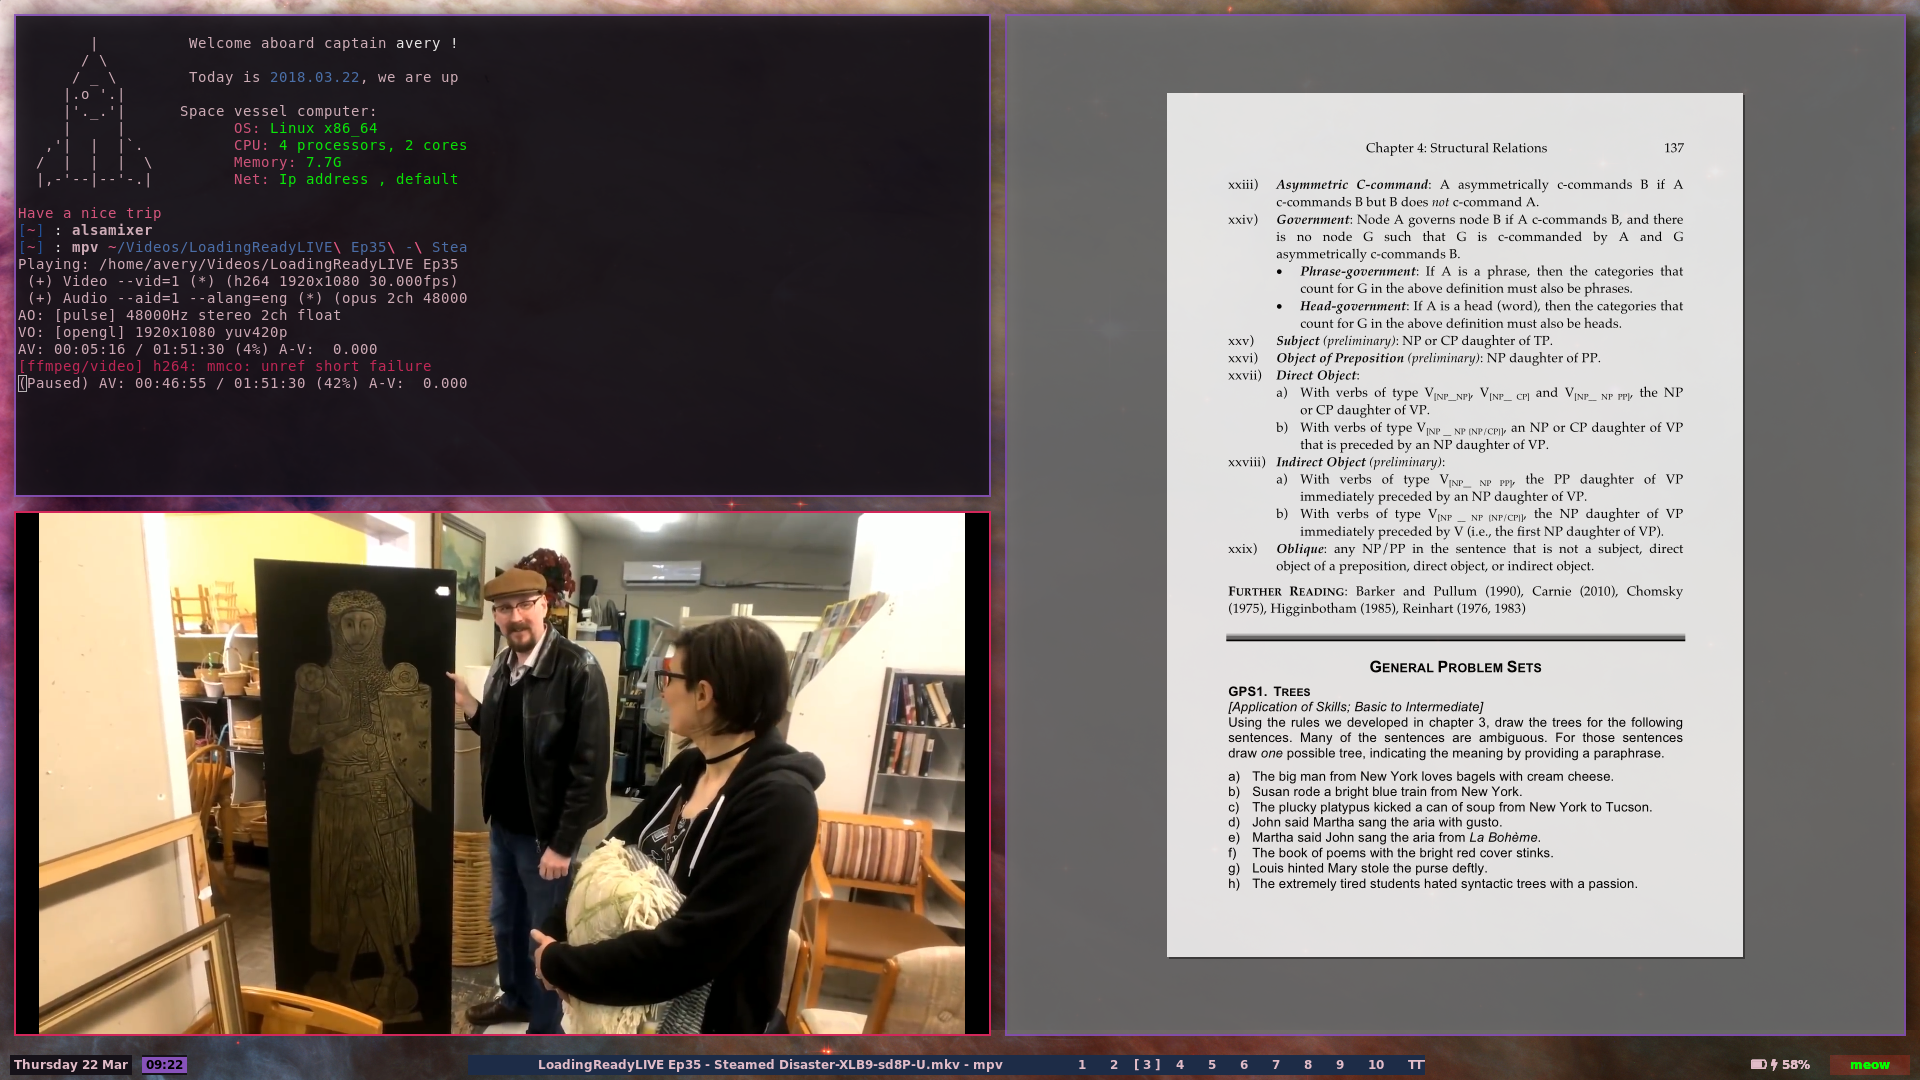 Welcome aboard captain avery !
Today is 2018.03.22, we are up
Space vessel computer:
OS: Linux x86_64
CPU: 4 processors, 2 cores
Memory: 7.7G
Net: Ip address , default
Have a nice trip
[~] : alsamixer
[~] : mpv ~/Videos/LoadingReadyLIVE\ Ep35\ -\ Stea
Playing: /home/avery/Videos/LoadingReadyLIVE Ep35
(+) Video --vid=1 (*) (h264 1920x1080 30.000fps)
(+) Audio --aid=1 --alang=eng (*) (opus 2ch 48000
AO: [pulse] 48000Hz stereo 2ch float
VO: [opengl] 1920x1080 yuv420p
AV: 00:05:16 / 01:51:30 (4%) A-V: 0.000
[ffmpeg/video] h264: mmco: unref short failure
(Paused) AV: 00:46:55 / 01:51:30 (42%) A-V: 0.000
Chapter 4: Structural Relations 137
xxiii) Asymmetric C-command: A asymmetrically c-commands B if A
c-commands B but B does not c-command A.
xxiv) Government: Node A governs node B if A c-commands B, and there
is no node G such that G is c-commanded by A and G
asymmetrically c-commands B.
• Phrase-government: If A is a phrase, then the categories that
count for G in the above definition must also be phrases.
• Head-government: If A is a head (word), then the categories that
count for G in the above definition must also be heads.
xxv) Subject (preliminary): NP or CP daughter of TP.
xxvi) Object of Preposition (preliminary): NP daughter of PP.
xxvii) Direct Object:
a) With verbs of type V[NP__NP], V[NP__ CP] and V[NP__ NP PP], the NP
or CP daughter of VP.
b) With verbs of type V[NP __ NP {NP/CP}], an NP or CP daughter of VP
that is preceded by an NP daughter of VP.
xxviii) Indirect Object (preliminary):
a) With verbs of type V[NP__ NP PP], the PP daughter of VP
immediately preceded by an NP daughter of VP.
b) With verbs of type V[NP __ NP {NP/CP}], the NP daughter of VP
immediately preceded by V (i.e., the first NP daughter of VP).
xxix) Oblique: any NP/PP in the sentence that is not a subject, direct
object of a preposition, direct object, or indirect object.
FURTHER READING: Barker and Pullum (1990), Carnie (2010), Chomsky
(1975), Higginbotham (1985), Reinhart (1976, 1983)
GENERAL PROBLEM SETS
GPS1. TREES
[Application of Skills; Basic to Intermediate]
Using the rules we developed in chapter 3, draw the trees for the following
sentences. Many of the sentences are ambiguous. For those sentences
draw one possible tree, indicating the meaning by providing a paraphrase.
a) The big man from New York loves bagels with cream cheese.
b) Susan rode a bright blue train from New York.
c) The plucky platypus kicked a can of soup from New York to Tucson.
d) John said Martha sang the aria with gusto.
e) Martha said John sang the aria from La Bohème.
f) The book of poems with the bright red cover stinks.
g) Louis hinted Mary stole the purse deftly.
h) The extremely tired students hated syntactic trees with a passion.
Thursday 22 Mar 09:22 LoadingReadyLIVE Ep35 - Steamed Disaster-XLB9-sd8P-U.mkv - mpv 1 2 [ 3 ] 4 5 6 7 8 9 10 TT 58% meow